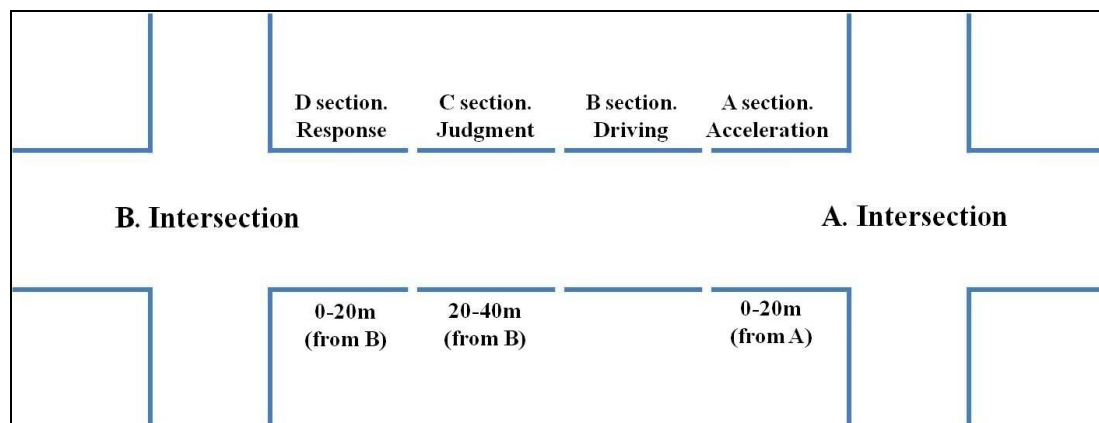 D section.
Response
C section.
Judgment
B section.
Driving
A section.
Acceleration
B. Intersection
A. Intersection
0-20m
(from B)
20-40m
(from B)
0-20m
(from A)